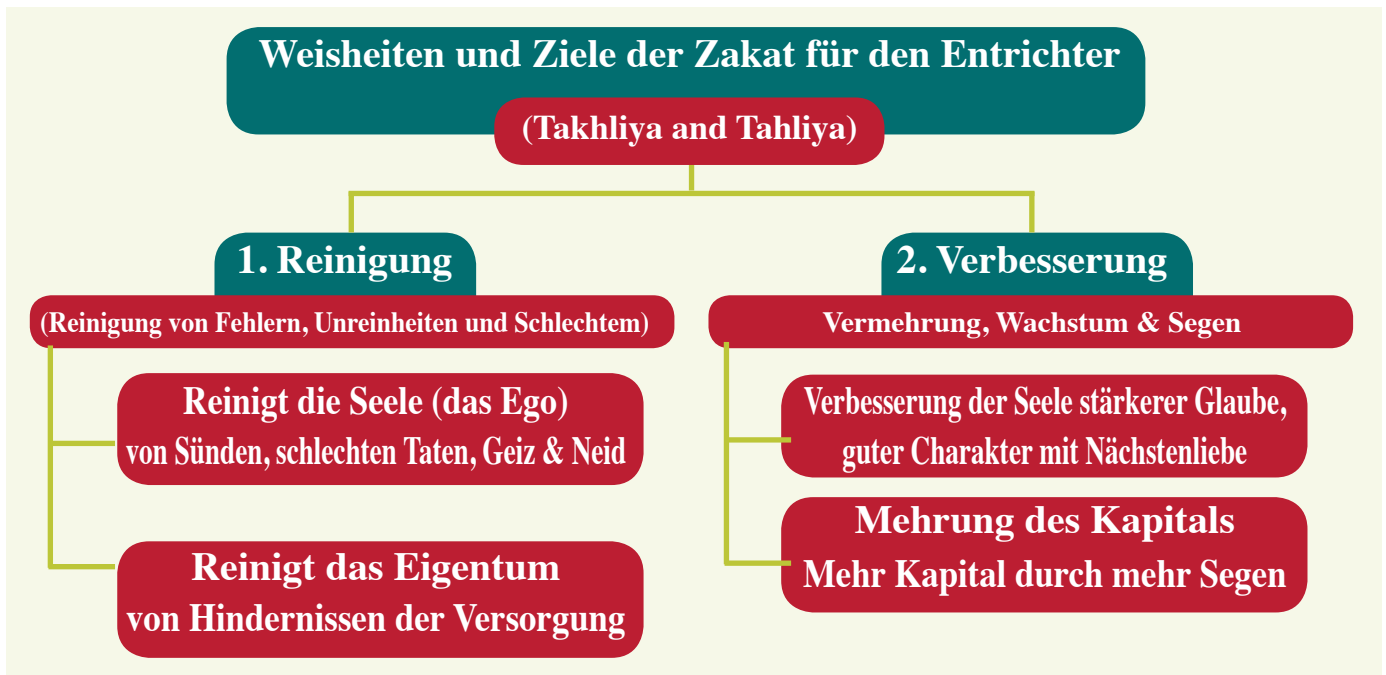 Weisheiten und Ziele der Zakat für den Entrichter
(Takhliya and Tahliya)
1. Reinigung
(Reinigung von Fehlern, Unreinheiten und Schlechtem)
Reinigt die Seele (das Ego)
von Sünden, schlechten Taten, Geiz & Neid
Reinigt das Eigentum
von Hindernissen der Versorgung
2. Verbesserung
Vermehrung, Wachstum & Segen
Verbesserung der Seele stärkerer Glaube,
guter Charakter mit Nächstenliebe
Mehrung des Kapitals
Mehr Kapital durch mehr Segen